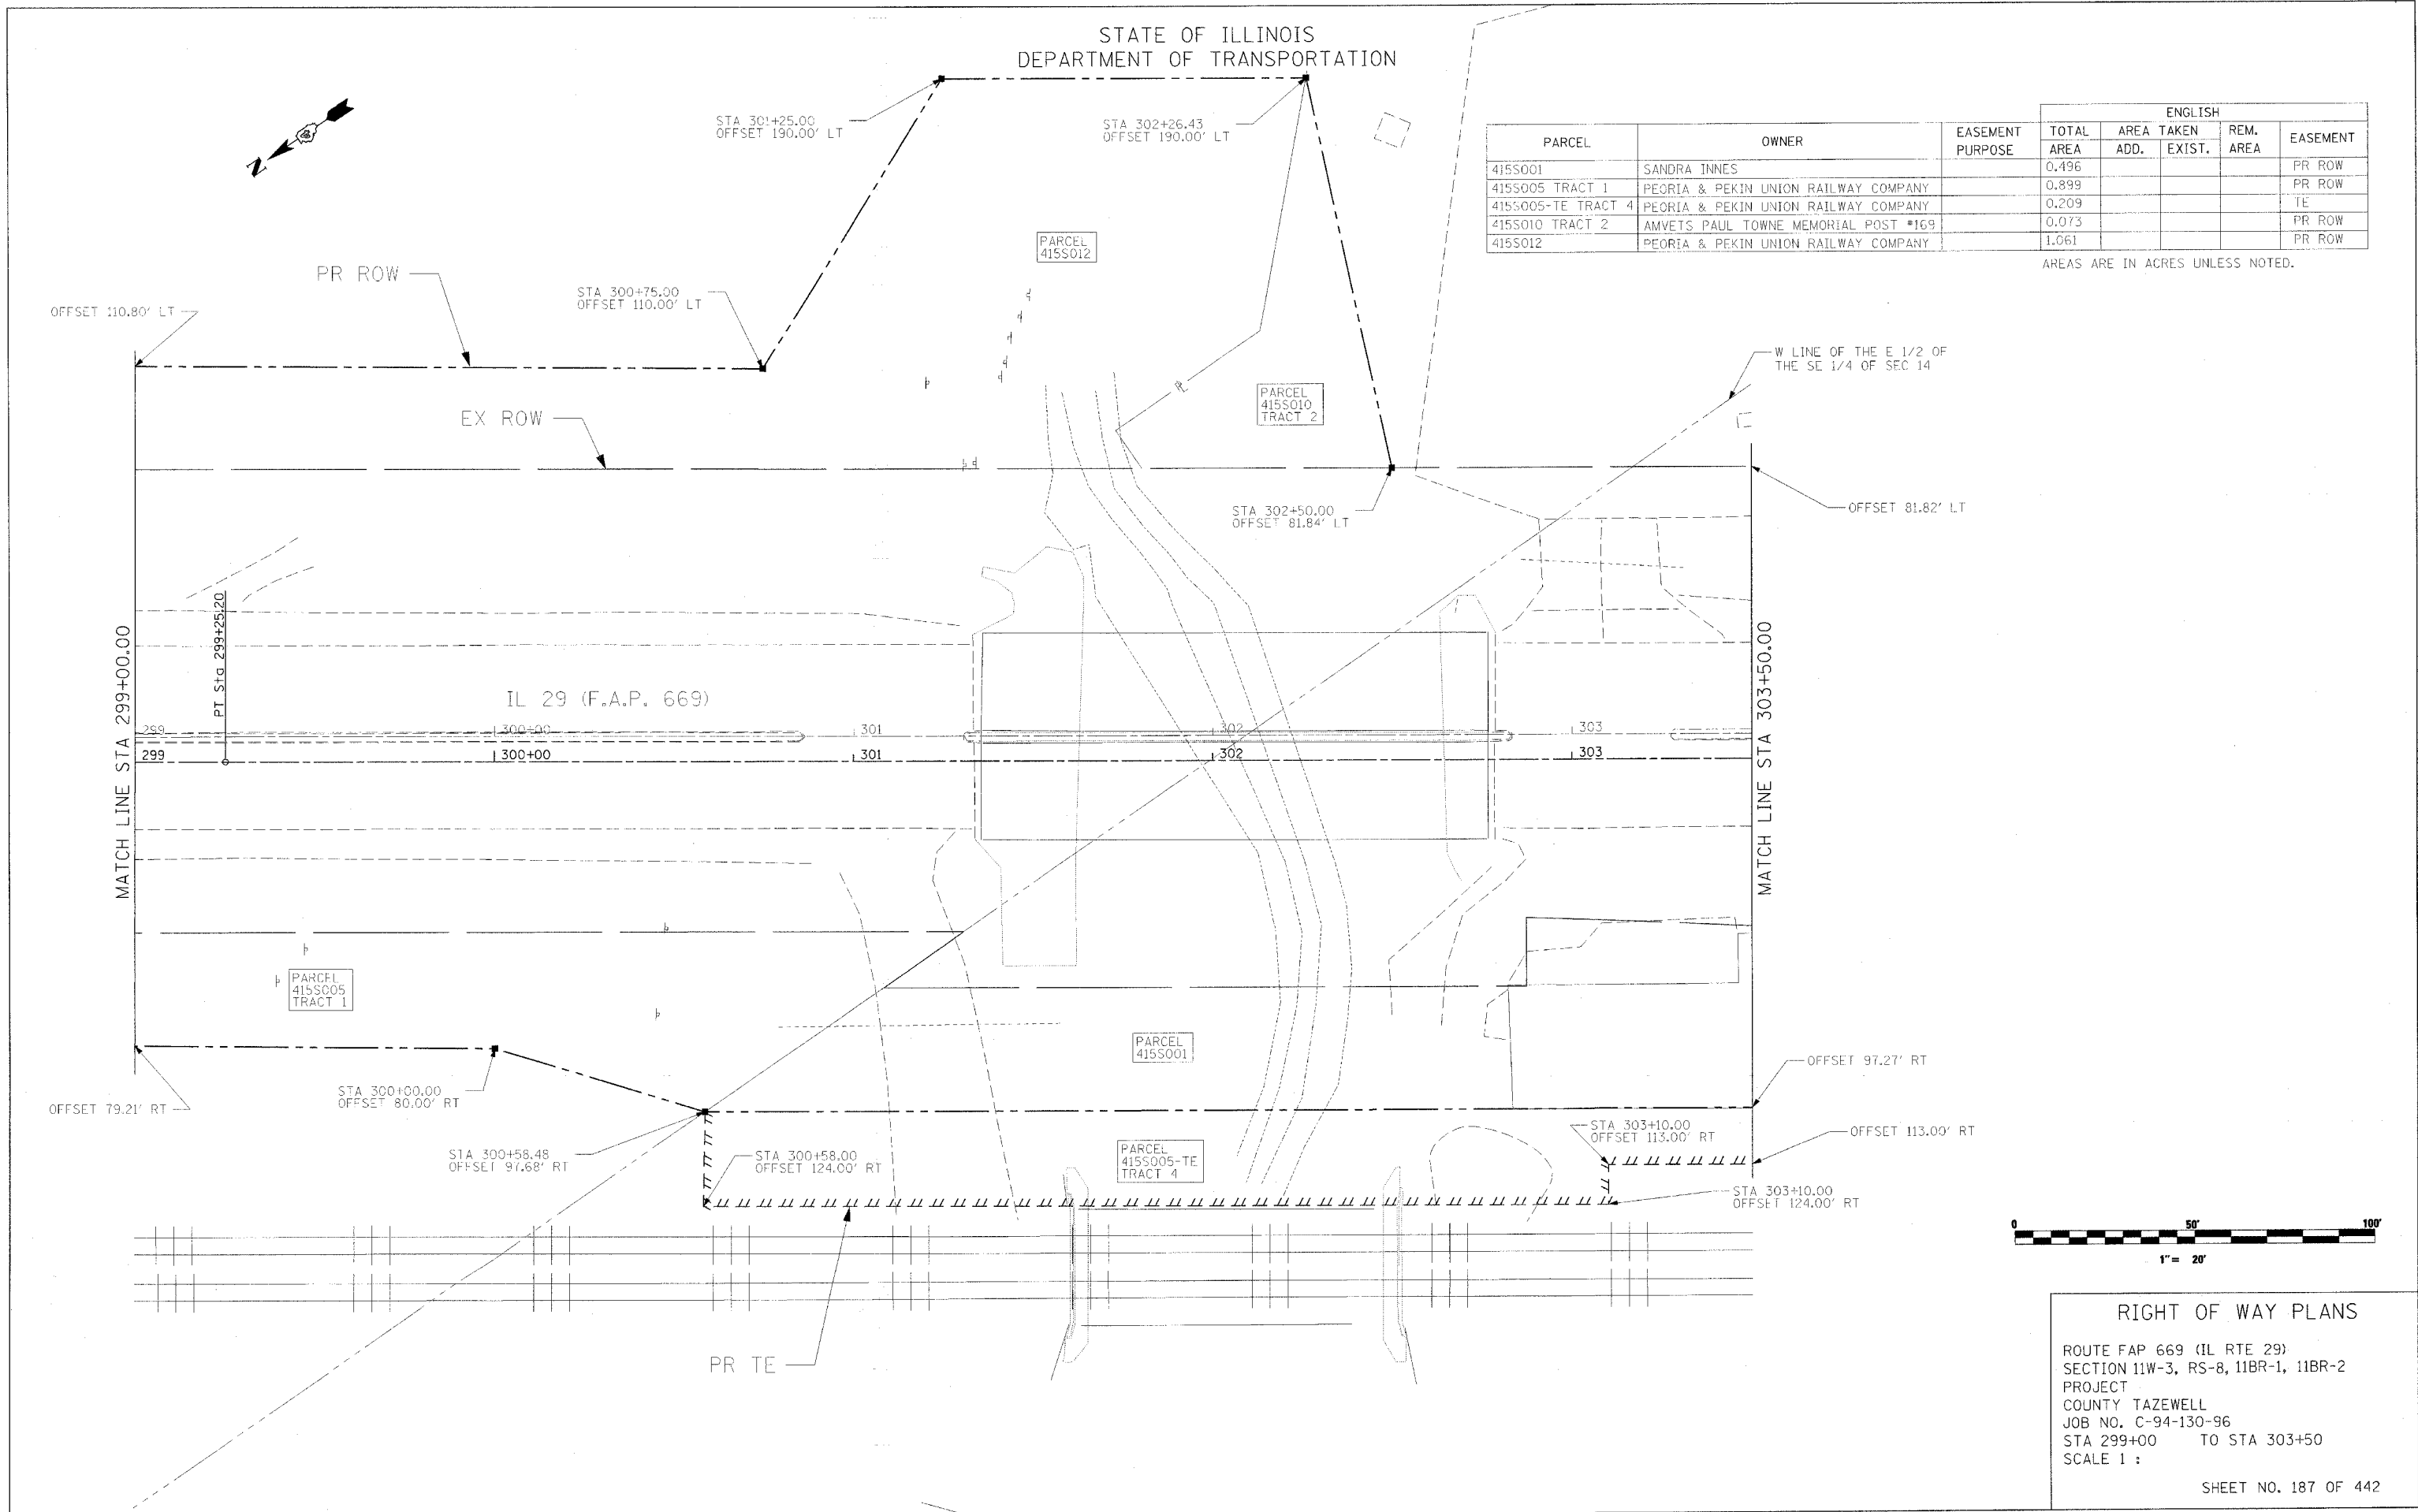 STATE OF ILLINOIS
DEPARTMENT OF TRANSPORTATION
STA 301+25.00
OFFSET 190.00' LT
STA 302+26.43
OFFSET 190.00' LT
ENGLISH
PARCEL OWNER EASEMENT PURPOSE TOTAL AREA AREA TAKEN ADD. EXIST. REM. AREA EASEMENT
415S001 SANDRA INNES 0.496 PR ROW
415S005 TRACT 1 PEORIA & PEKIN UNION RAILWAY COMPANY 0.899 PR ROW
415S005-TE TRACT 4 PEORIA & PEKIN UNION RAILWAY COMPANY 0.209 TE
415S010 TRACT 2 AMVETS PAUL TOWNE MEMORIAL POST #169 0.073 PR ROW
415S012 PEORIA & PEKIN UNION RAILWAY COMPANY 1.061 PR ROW
AREAS ARE IN ACRES UNLESS NOTED.
N
PARCEL
415S012
PR ROW
STA 300+75.00
OFFSET 110.00' LT
OFFSET 110.80' LT
W LINE OF THE E 1/2 OF
THE SE 1/4 OF SEC 14
PL
PARCEL
415S010
TRACT 2
EX ROW
STA 302+50.00
OFFSET 81.84' LT
OFFSET 81.82' LT
MATCH LINE STA 299+00.00
PT Sta 299+25.20
IL 29 (F.A.P. 669)
MATCH LINE STA 303+50.00
299 300+00 301 302 303
299 300+00 301 302 303
PARCEL
415S005
TRACT 1
PARCEL
415S001
OFFSET 79.21' RT
STA 300+00.00
OFFSET 80.00' RT
OFFSET 97.27' RT
STA 300+58.48
OFFSET 97.68' RT
STA 300+58.00
OFFSET 124.00' RT
PARCEL
415S005-TE
TRACT 4
STA 303+10.00
OFFSET 113.00' RT
OFFSET 113.00' RT
STA 303+10.00
OFFSET 124.00' RT
PR TE
0 50' 100'
1" = 20'
RIGHT OF WAY PLANS
ROUTE FAP 669 (IL RTE 29)
SECTION 11W-3, RS-8, 11BR-1, 11BR-2
PROJECT
COUNTY TAZEWELL
JOB NO. C-94-130-96
STA 299+00 TO STA 303+50
SCALE 1 :
SHEET NO. 187 OF 442